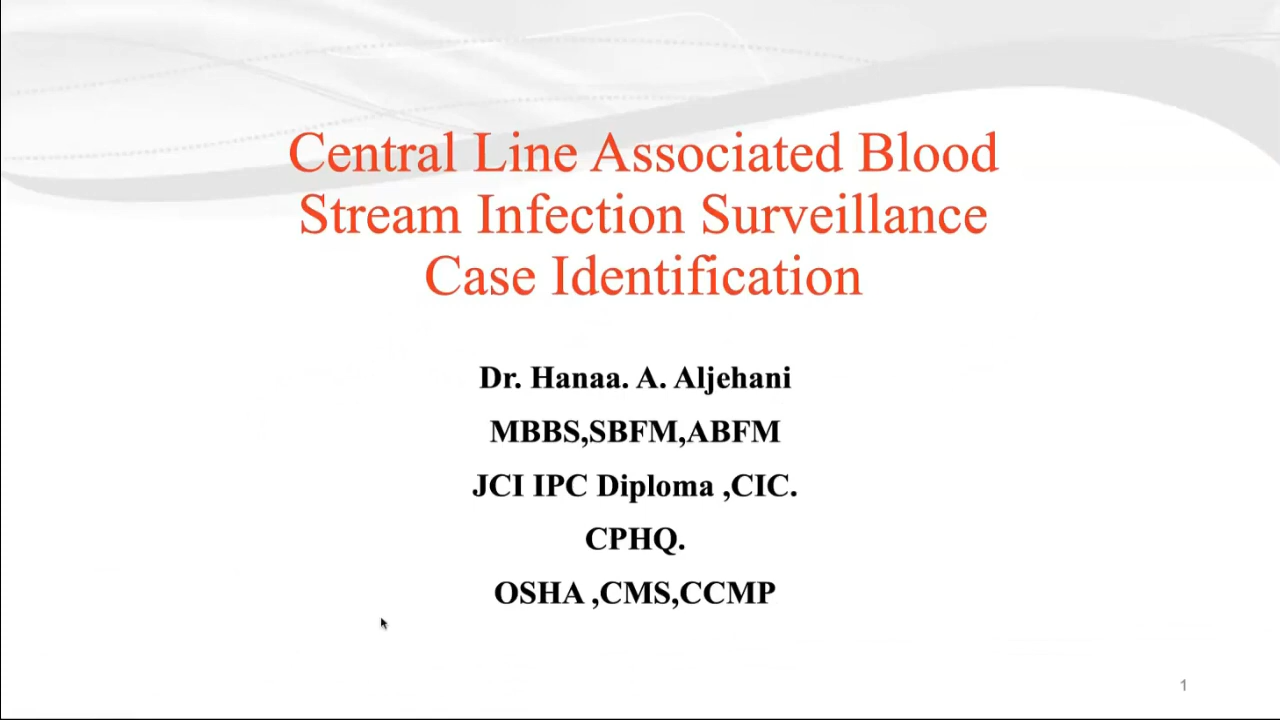 Central Line Associated Blood
Stream Infection Surveillance
Case Identification
Dr. Hanaa. A. Aljehani
MBBS,SBFM,ABFM
JCI IPC Diploma ,CIC.
CPHQ.
OSHA ,CMS,CCMP
1